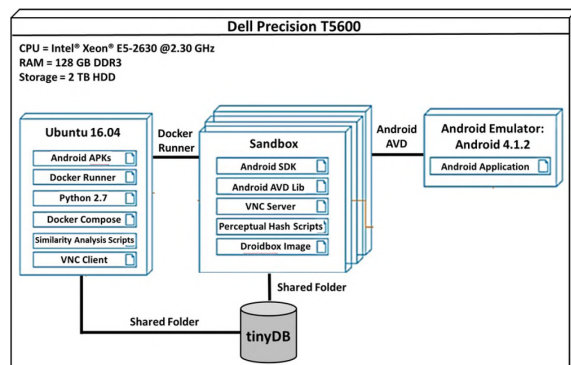 Dell Precision T5600
CPU = Intel® Xeon® E5-2630 @2.30 GHz
RAM = 128 GB DDR3
Storage = 2 TB HDD
Ubuntu 16.04
Android APKs
Docker Runner
Python 2.7
Docker Compose
Similarity Analysis Scripts
VNC Client
Docker
Runner
Sandbox
Android SDK
Android AVD Lib
VNC Server
Perceptual Hash Scripts
Droidbox Image
Android
AVD
Android Emulator:
Android 4.1.2
Android Application
Shared Folder
Shared Folder
tinyDB